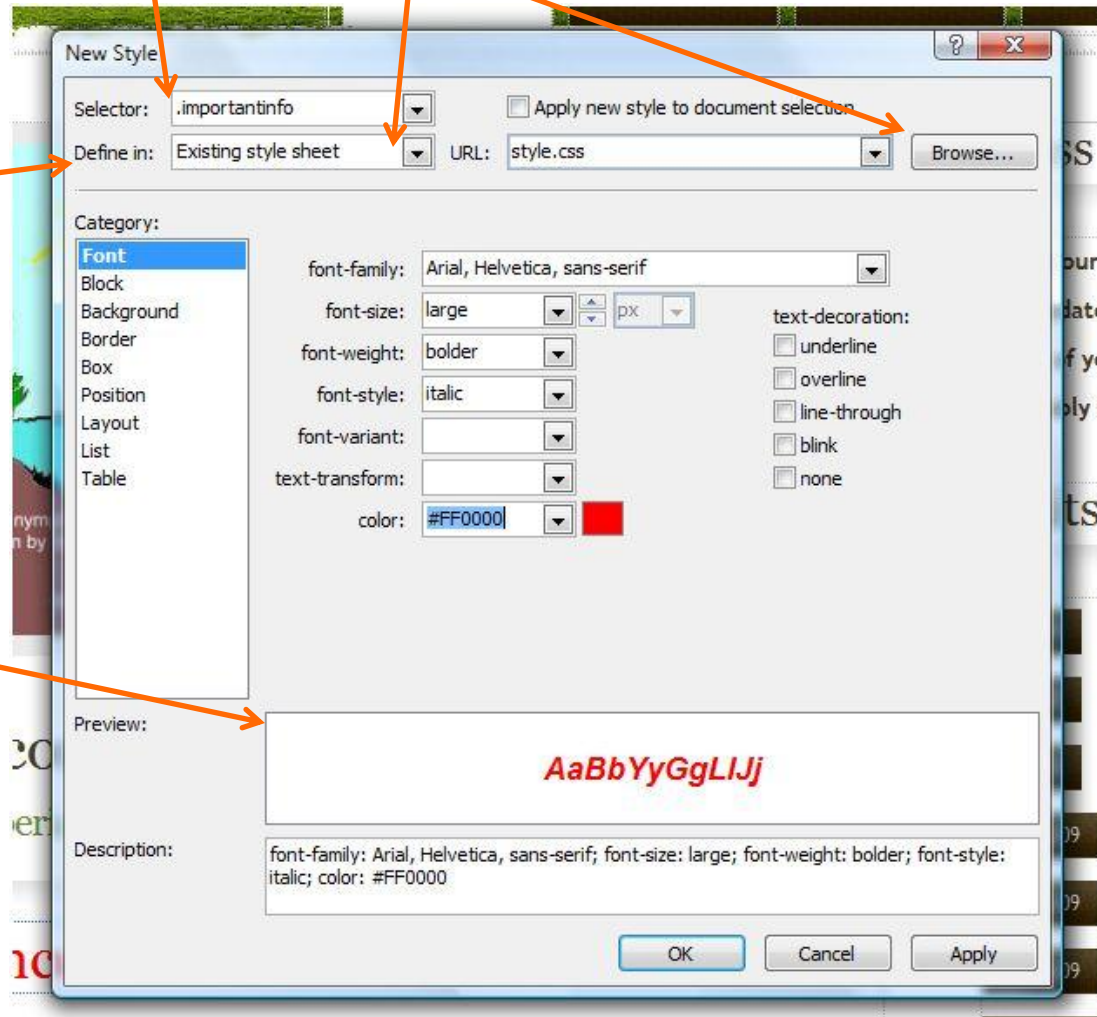 New Style
Selector: .importantinfo Apply new style to document selection
Define in: Existing style sheet URL: style.css Browse...
Category:
Font
Block
Background
Border
Box
Position
Layout
List
Table
font-family: Arial, Helvetica, sans-serif
font-size: large px
font-weight: bolder
font-style: italic
font-variant:
text-transform:
color: #FF0000
text-decoration:
underline
overline
line-through
blink
none
Preview:
AaBbYyGgLlJj
Description:
font-family: Arial, Helvetica, sans-serif; font-size: large; font-weight: bolder; font-style:
italic; color: #FF0000
OK Cancel Apply